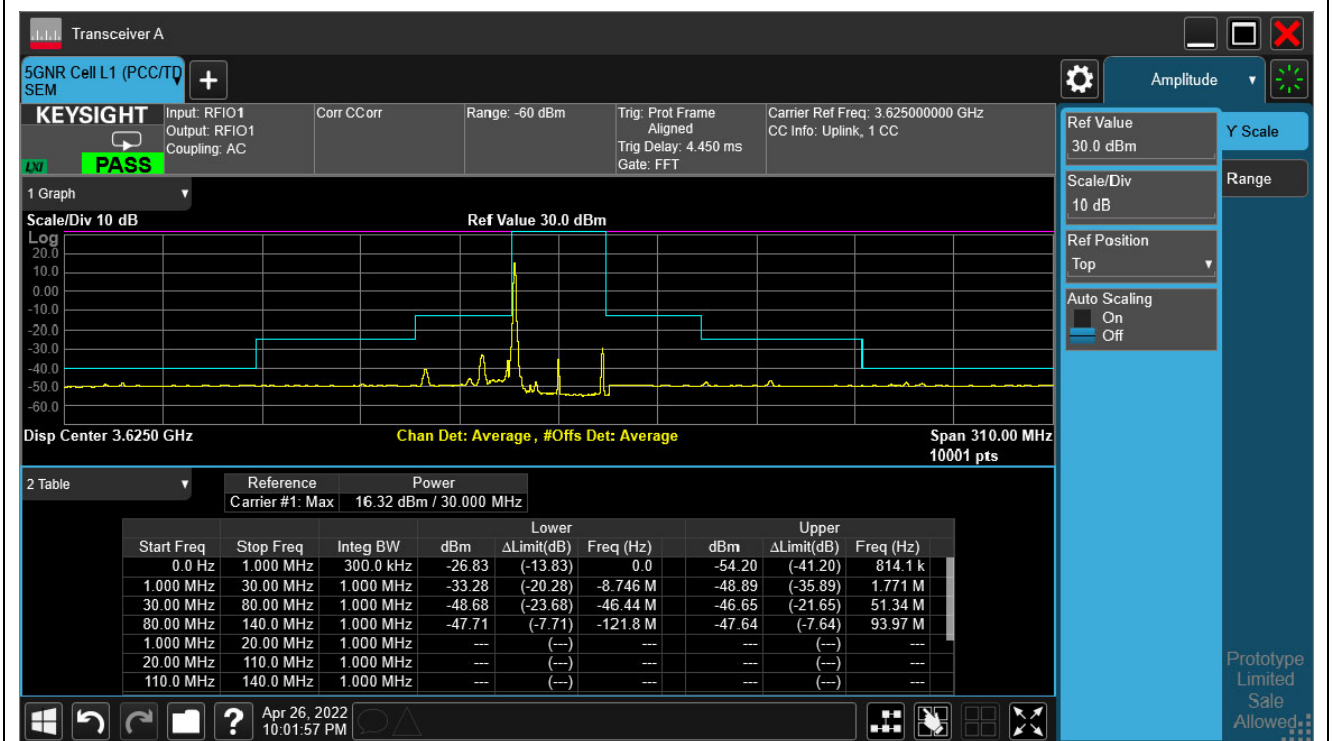 Transceiver A
5GNR Cell L1 (PCC/TD
SEM
+
Amplitude
KEYSIGHT
LXI
PASS
Input: RFIO1
Output: RFIO1
Coupling: AC
Corr CCorr
Range: -60 dBm
Trig: Prot Frame
Aligned
Trig Delay: 4.450 ms
Gate: FFT
Carrier Ref Freq: 3.625000000 GHz
CC Info: Uplink, 1 CC
Ref Value
30.0 dBm
Scale/Div
10 dB
Ref Position
Top
Auto Scaling
On
Off
Y Scale
Range
1 Graph
Scale/Div 10 dB
Ref Value 30.0 dBm
Log
20.0
10.0
0.00
-10.0
-20.0
-30.0
-40.0
-50.0
-60.0
Disp Center 3.6250 GHz
Chan Det: Average , #Offs Det: Average
Span 310.00 MHz
10001 pts
2 Table
Reference Power
Carrier #1: Max 16.32 dBm / 30.000 MHz
Lower Upper
Start Freq Stop Freq Integ BW dBm ΔLimit(dB) Freq (Hz) dBm ΔLimit(dB) Freq (Hz)
0.0 Hz 1.000 MHz 300.0 kHz -26.83 (-13.83) 0.0 -54.20 (-41.20) 814.1 k
1.000 MHz 30.00 MHz 1.000 MHz -33.28 (-20.28) -8.746 M -48.89 (-35.89) 1.771 M
30.00 MHz 80.00 MHz 1.000 MHz -48.68 (-23.68) -46.44 M -46.65 (-21.65) 51.34 M
80.00 MHz 140.0 MHz 1.000 MHz -47.71 (-7.71) -121.8 M -47.64 (-7.64) 93.97 M
1.000 MHz 20.00 MHz 1.000 MHz --- (---) --- --- (---) ---
20.00 MHz 110.0 MHz 1.000 MHz --- (---) --- --- (---) ---
110.0 MHz 140.0 MHz 1.000 MHz --- (---) --- --- (---) ---
Prototype
Limited
Sale
Allowed
?
Apr 26, 2022
10:01:57 PM